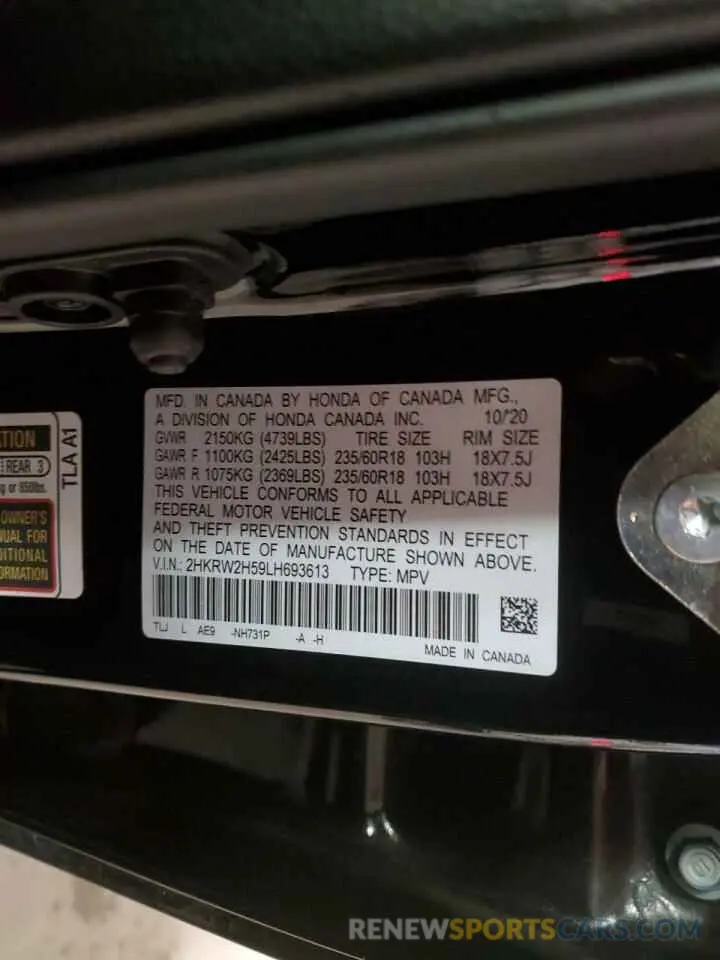 MFD. IN CANADA BY HONDA OF CANADA MFG.,
A DIVISION OF HONDA CANADA INC. 10/'20
GVWR 2150KG (4739LBS) TIRE SIZE RIM SIZE
GAWR F 1100KG (2425LBS) 235/60R18 103H 18X7.5J
GAWR R 1075KG (2369LBS) 235/60R18 103H 18X7.5J
THIS VEHICLE CONFORMS TO ALL APPLICABLE
FEDERAL MOTOR VEHICLE SAFETY
AND THEFT PREVENTION STANDARDS IN EFFECT
ON THE DATE OF MANUFACTURE SHOWN ABOVE.
V.I.N.: 2HKRW2H59LH693613 TYPE: MPV
TLJ L AE9 -NH731P -A -H
MADE IN CANADA
REAR 3
or 850lbs.
OWNER'S
FOR
TLA A1
RENEWSPORTSCARS.COM